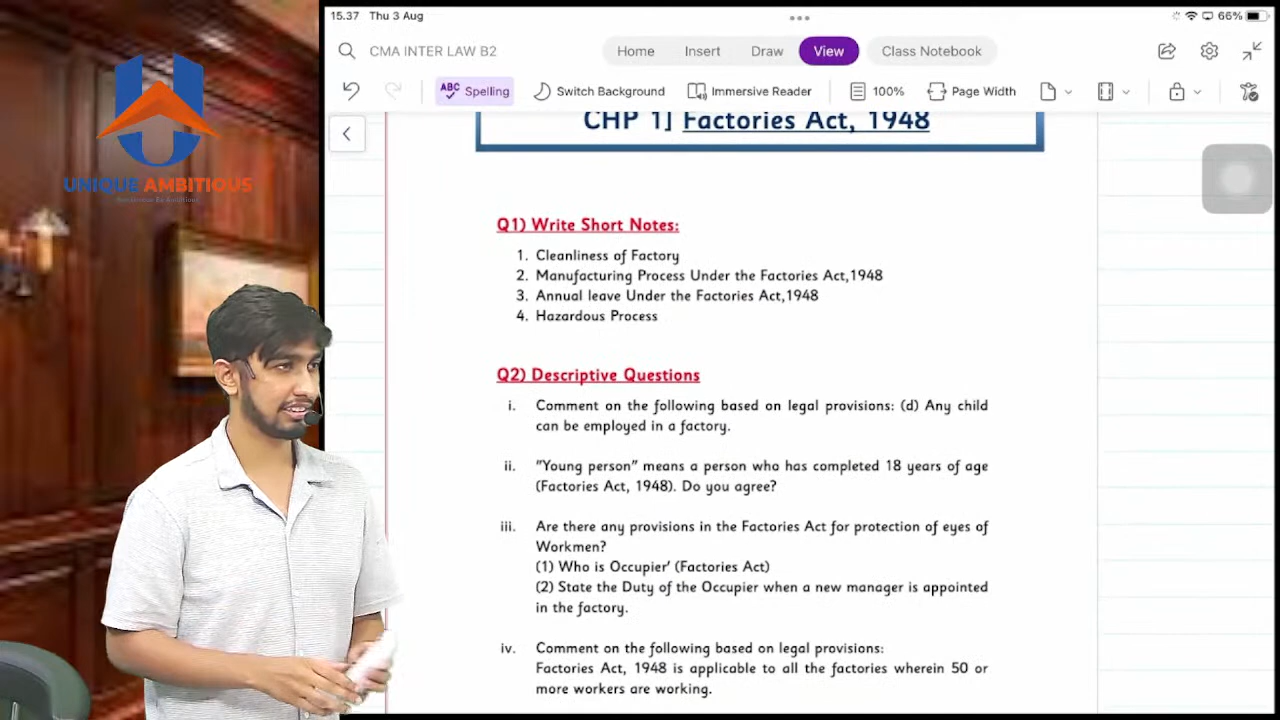 15.37 Thu 3 Aug
66%
CMA INTER LAW B2
Home Insert Draw View Class Notebook
ABC Spelling Switch Background Immersive Reader 100% Page Width
UNIQUE AMBITIOUS
CHP 1] Factories Act, 1948
Q1) Write Short Notes:
1. Cleanliness of Factory
2. Manufacturing Process Under the Factories Act,1948
3. Annual leave Under the Factories Act,1948
4. Hazardous Process
Q2) Descriptive Questions
i. Comment on the following based on legal provisions: (d) Any child
can be employed in a factory.
ii. "Young person" means a person who has completed 18 years of age
(Factories Act, 1948). Do you agree?
iii. Are there any provisions in the Factories Act for protection of eyes of
Workmen?
(1) Who is Occupier' (Factories Act)
(2) State the Duty of the Occupier when a new manager is appointed
in the factory.
iv. Comment on the following based on legal provisions:
Factories Act, 1948 is applicable to all the factories wherein 50 or
more workers are working.